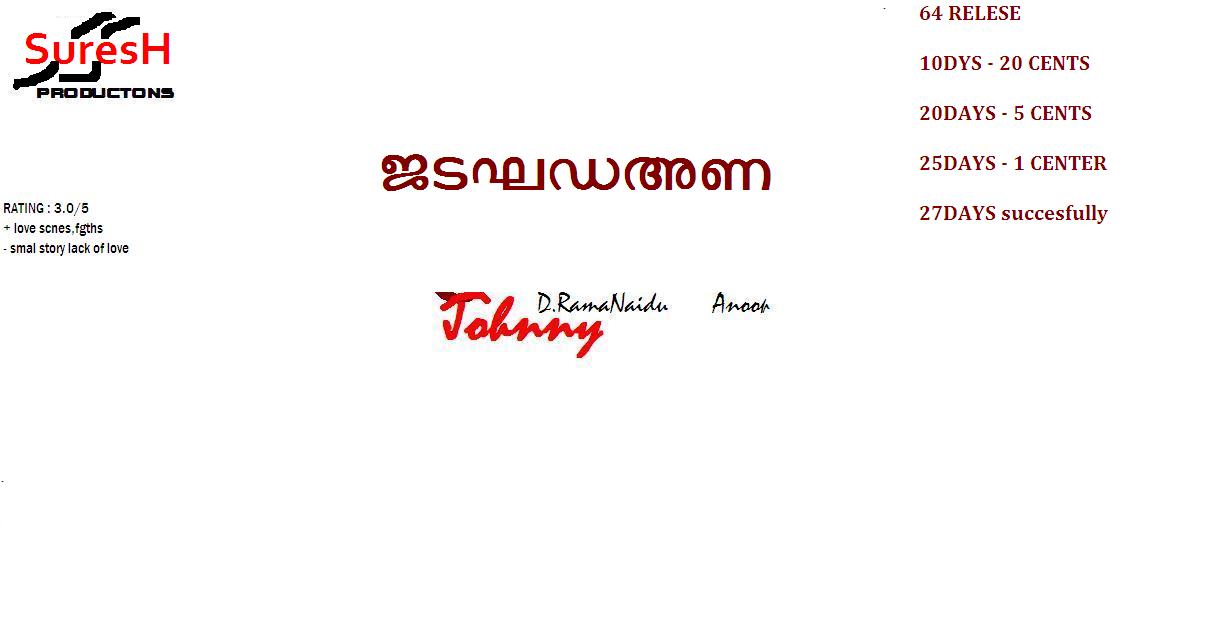 SuresH
PRODUCTONS
64 RELESE
10DYS - 20 CENTS
20DAYS - 5 CENTS
25DAYS - 1 CENTER
27DAYS succesfully
ജടഘഡഅണ
RATING : 3.0/5
+ love scnes,fgths
- smal story lack of love
Johnny D.RamaNaidu Anoop